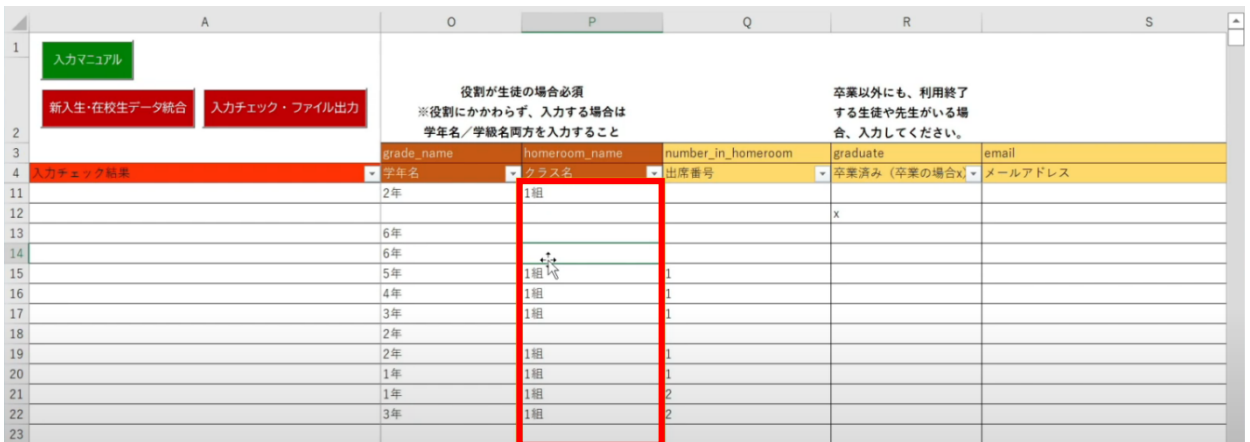 A O P Q R S
1
入力マニュアル
新入生・在校生データ統合 入力チェック・ファイル出力
役割が生徒の場合必須
※役割にかかわらず、入力する場合は
学年名／学級名両方を入力すること
卒業以外にも、利用終了
する生徒や先生がいる場
合、入力してください。
2
3 grade_name homeroom_name number_in_homeroom graduate email
4 入力チェック結果 学年名 クラス名 出席番号 卒業済み（卒業の場合x） メールアドレス
11 2年 1組
12 x
13 6年
14 6年
15 5年 1組 1
16 4年 1組 1
17 3年 1組 1
18 2年
19 2年 1組 1
20 1年 1組 1
21 1年 1組 2
22 3年 1組 2
23